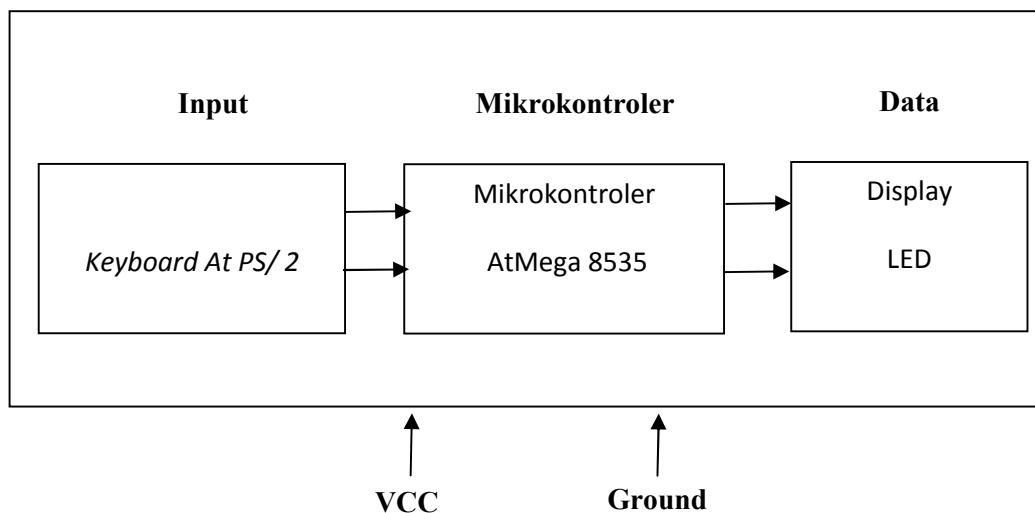 Input
Mikrokontroler
Data
Keyboard At PS/ 2
Mikrokontroler
AtMega 8535
Display
LED
VCC
Ground